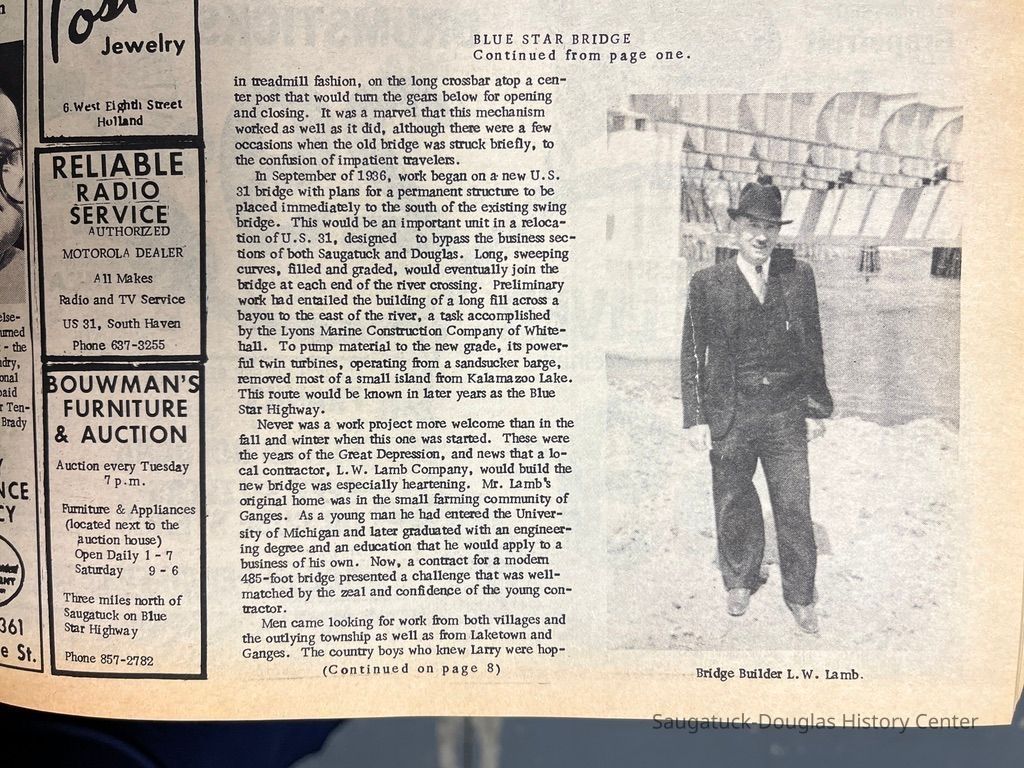 n
Post
Jewelry
6 West Eighth Street
Holland
RELIABLE
RADIO
SERVICE
AUTHORIZED
MOTOROLA DEALER
All Makes
Radio and TV Service
US 31, South Haven
Phone 637-3255
BOUWMAN'S
FURNITURE
& AUCTION
Auction every Tuesday
7 p.m.
Furniture & Appliances
(located next to the
auction house)
Open Daily 1 - 7
Saturday 9 - 6
Three miles north of
Saugatuck on Blue
Star Highway
Phone 857-2782
else-
urned
- the
ndry,
onal
paid
r Ten-
Brady
Y
NCE
CY
361
e St.
BLUE STAR BRIDGE
Continued from page one.
in treadmill fashion, on the long crossbar atop a cen-
ter post that would turn the gears below for opening
and closing. It was a marvel that this mechanism
worked as well as it did, although there were a few
occasions when the old bridge was struck briefly, to
the confusion of impatient travelers.
In September of 1936, work began on a new U.S.
31 bridge with plans for a permanent structure to be
placed immediately to the south of the existing swing
bridge. This would be an important unit in a reloca-
tion of U.S. 31, designed to bypass the business sec-
tions of both Saugatuck and Douglas. Long, sweeping
curves, filled and graded, would eventually join the
bridge at each end of the river crossing. Preliminary
work had entailed the building of a long fill across a
bayou to the east of the river, a task accomplished
by the Lyons Marine Construction Company of White-
hall. To pump material to the new grade, its power-
ful twin turbines, operating from a sandsucker barge,
removed most of a small island from Kalamazoo Lake.
This route would be known in later years as the Blue
Star Highway.
Never was a work project more welcome than in the
fall and winter when this one was started. These were
the years of the Great Depression, and news that a lo-
cal contractor, L.W. Lamb Company, would build the
new bridge was especially heartening. Mr. Lamb's
original home was in the small farming community of
Ganges. As a young man he had entered the Univer-
sity of Michigan and later graduated with an engineer-
ing degree and an education that he would apply to a
business of his own. Now, a contract for a modern
485-foot bridge presented a challenge that was well-
matched by the zeal and confidence of the young con-
tractor.
Men came looking for work from both villages and
the outlying township as well as from Laketown and
Ganges. The country boys who knew Larry were hop-
(Continued on page 8)
Bridge Builder L.W. Lamb.
Saugatuck-Douglas History Center